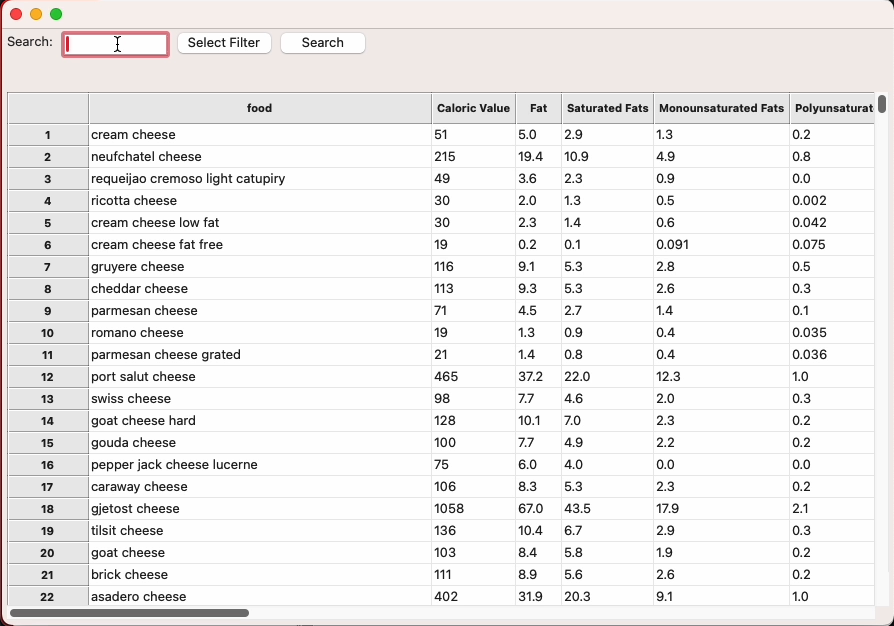 Search: Select Filter Search
food Caloric Value Fat Saturated Fats Monounsaturated Fats Polyunsaturat
1 cream cheese 51 5.0 2.9 1.3 0.2
2 neufchatel cheese 215 19.4 10.9 4.9 0.8
3 requeijao cremoso light catupiry 49 3.6 2.3 0.9 0.0
4 ricotta cheese 30 2.0 1.3 0.5 0.002
5 cream cheese low fat 30 2.3 1.4 0.6 0.042
6 cream cheese fat free 19 0.2 0.1 0.091 0.075
7 gruyere cheese 116 9.1 5.3 2.8 0.5
8 cheddar cheese 113 9.3 5.3 2.6 0.3
9 parmesan cheese 71 4.5 2.7 1.4 0.1
10 romano cheese 19 1.3 0.9 0.4 0.035
11 parmesan cheese grated 21 1.4 0.8 0.4 0.036
12 port salut cheese 465 37.2 22.0 12.3 1.0
13 swiss cheese 98 7.7 4.6 2.0 0.3
14 goat cheese hard 128 10.1 7.0 2.3 0.2
15 gouda cheese 100 7.7 4.9 2.2 0.2
16 pepper jack cheese lucerne 75 6.0 4.0 0.0 0.0
17 caraway cheese 106 8.3 5.3 2.3 0.2
18 gjetost cheese 1058 67.0 43.5 17.9 2.1
19 tilsit cheese 136 10.4 6.7 2.9 0.3
20 goat cheese 103 8.4 5.8 1.9 0.2
21 brick cheese 111 8.9 5.6 2.6 0.2
22 asadero cheese 402 31.9 20.3 9.1 1.0